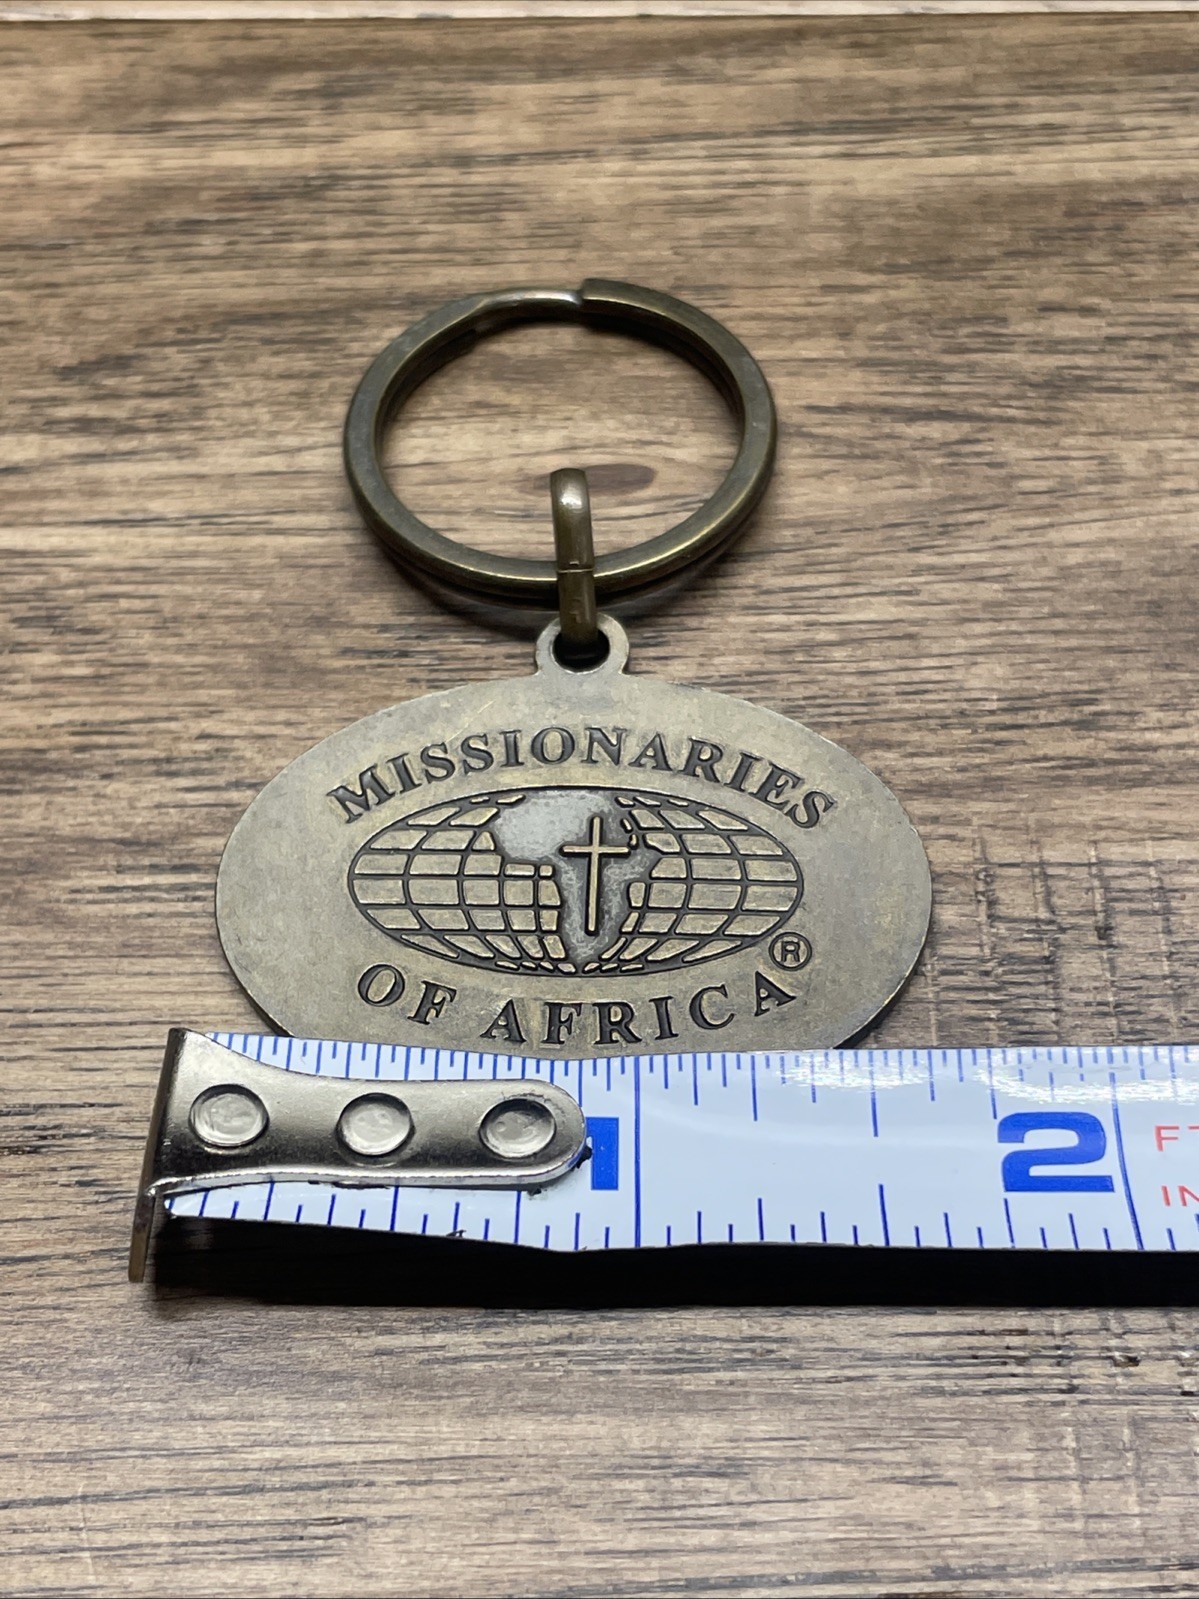 MISSIONARIES
OF AFRICA®
1 2
FT
IN